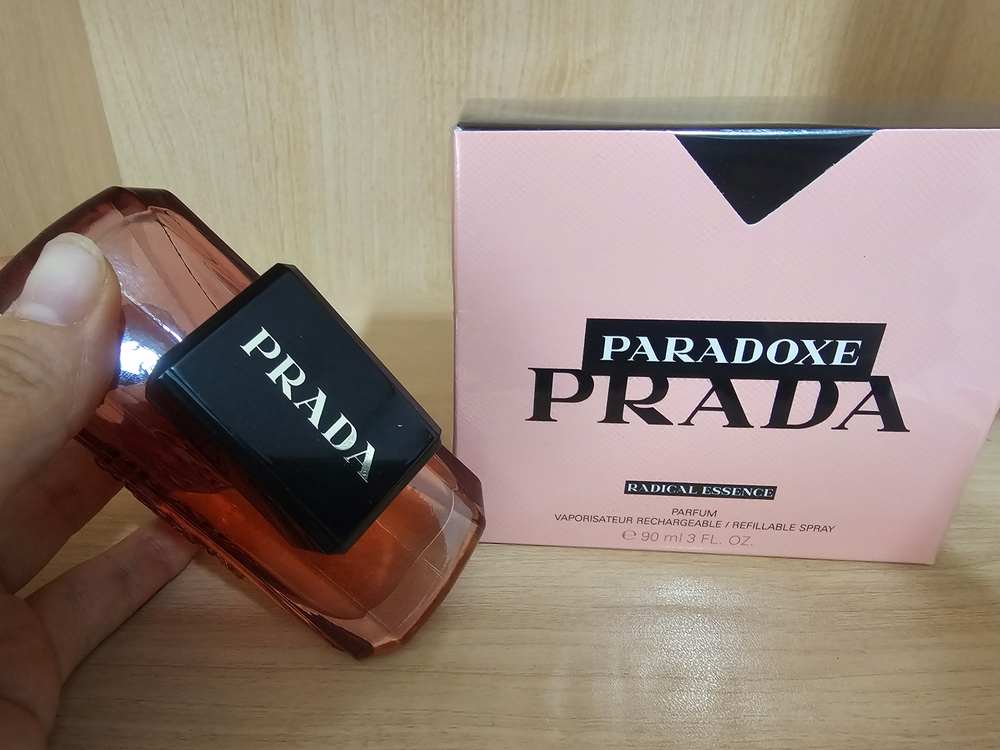 PRADA
PARADOXE
PRADA
RADICAL ESSENCE
PARFUM
VAPORISATEUR RECHARGEABLE / REFILLABLE SPRAY
℮ 90 ml 3 FL. OZ.